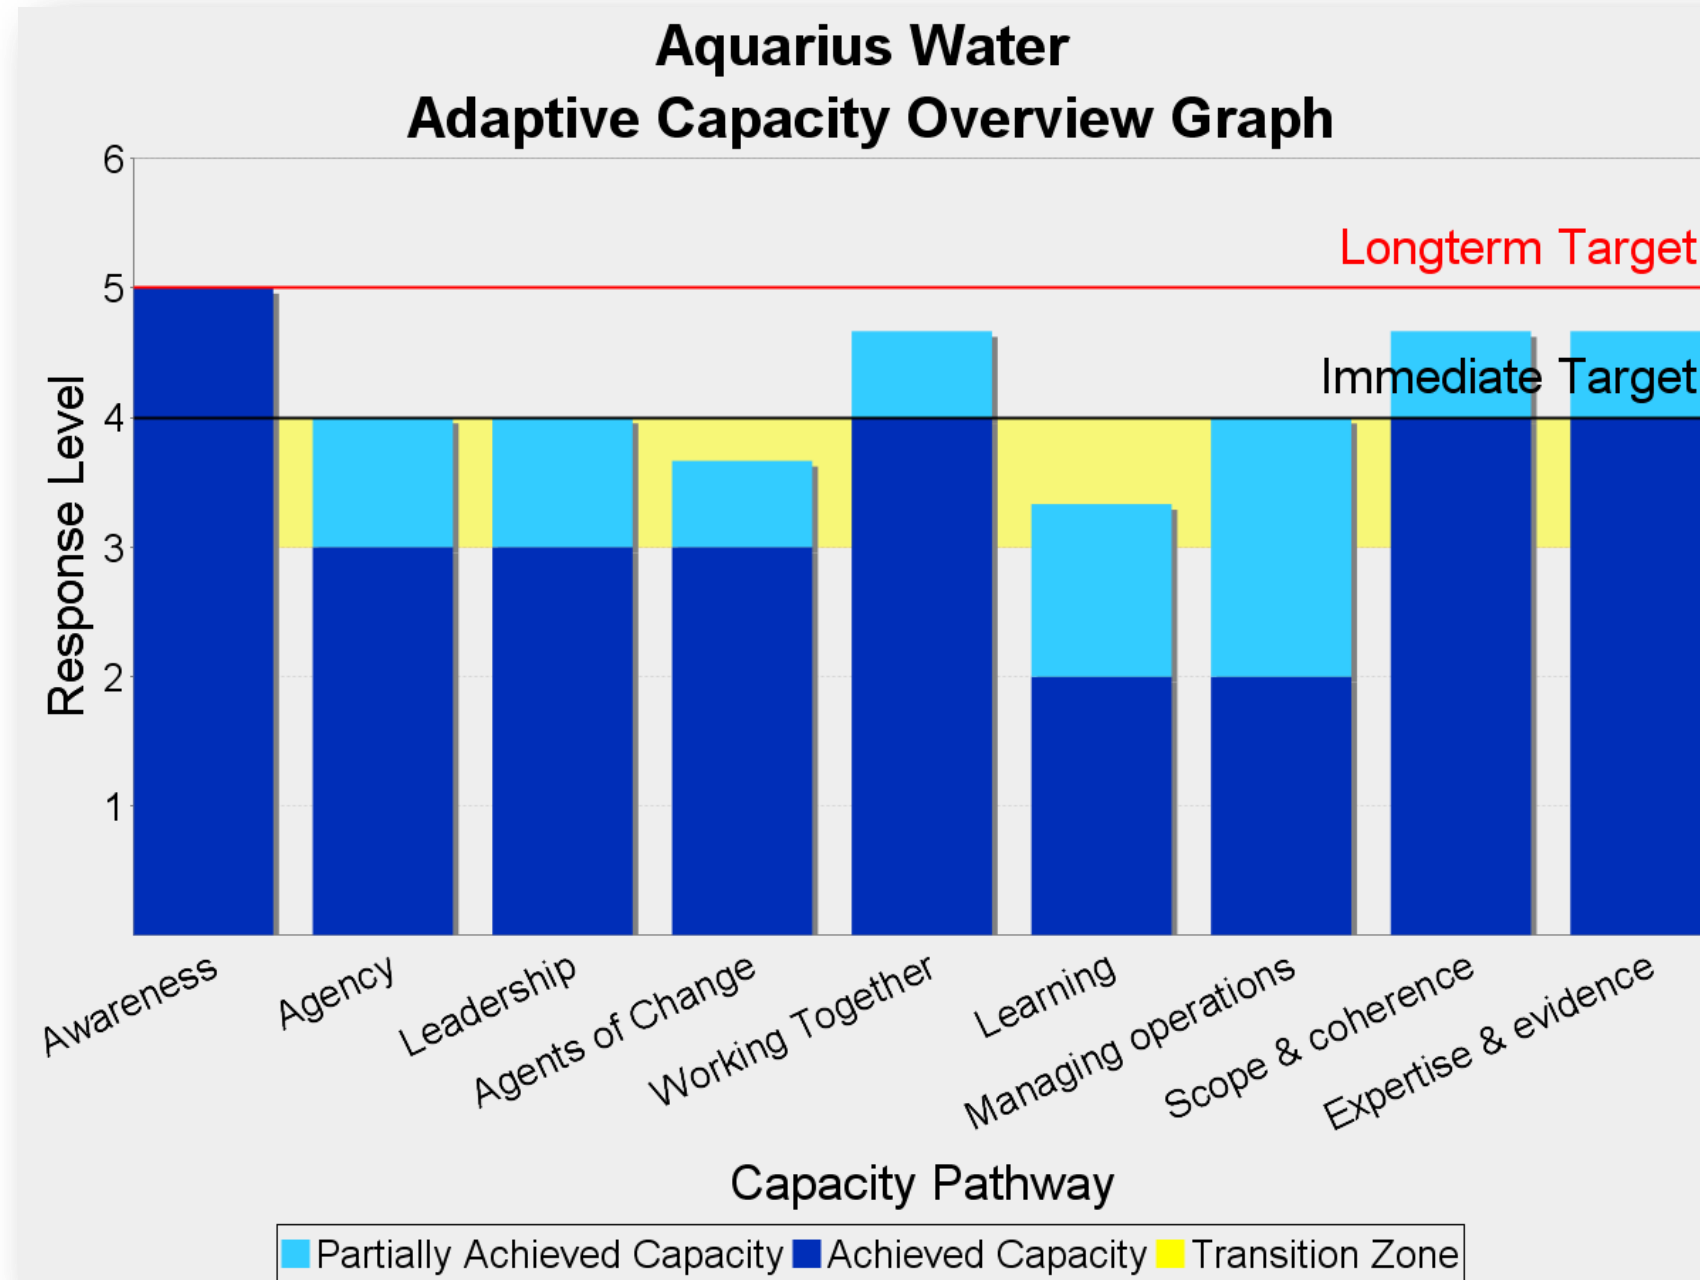 Aquarius Water
Adaptive Capacity Overview Graph
6
Longterm Target
5
Immediate Target
4
3
2
1
Response Level
Awareness
Agency
Leadership
Agents of Change
Working Together
Learning
Managing operations
Scope & coherence
Expertise & evidence
Capacity Pathway
Partially Achieved Capacity Achieved Capacity Transition Zone